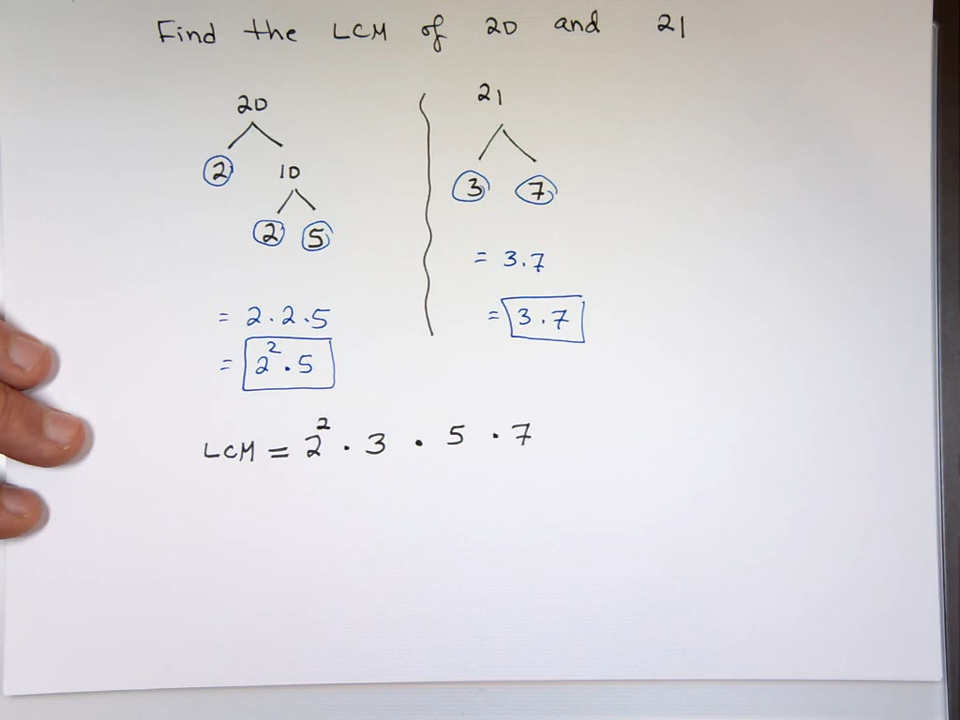 Find the LCM of 20 and 21
20
2 10
2 5
= 2.2.5
= 2² . 5
21
3 7
= 3.7
= 3.7
LCM = 2² . 3 . 5 . 7